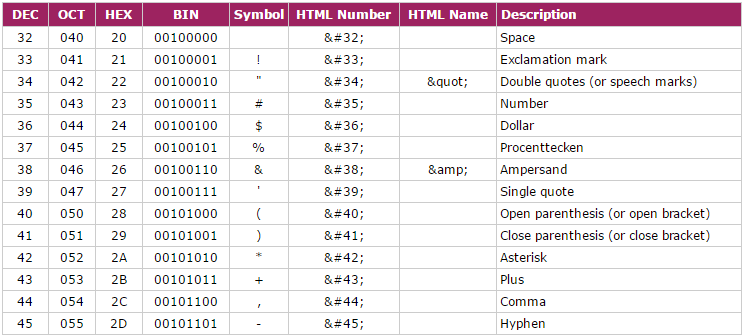 DEC OCT HEX BIN Symbol HTML Number HTML Name Description
32 040 20 00100000 &#32; Space
33 041 21 00100001 ! &#33; Exclamation mark
34 042 22 00100010 " &#34; &quot; Double quotes (or speech marks)
35 043 23 00100011 # &#35; Number
36 044 24 00100100 $ &#36; Dollar
37 045 25 00100101 % &#37; Procenttecken
38 046 26 00100110 & &#38; &amp; Ampersand
39 047 27 00100111 ' &#39; Single quote
40 050 28 00101000 ( &#40; Open parenthesis (or open bracket)
41 051 29 00101001 ) &#41; Close parenthesis (or close bracket)
42 052 2A 00101010 * &#42; Asterisk
43 053 2B 00101011 + &#43; Plus
44 054 2C 00101100 , &#44; Comma
45 055 2D 00101101 - &#45; Hyphen